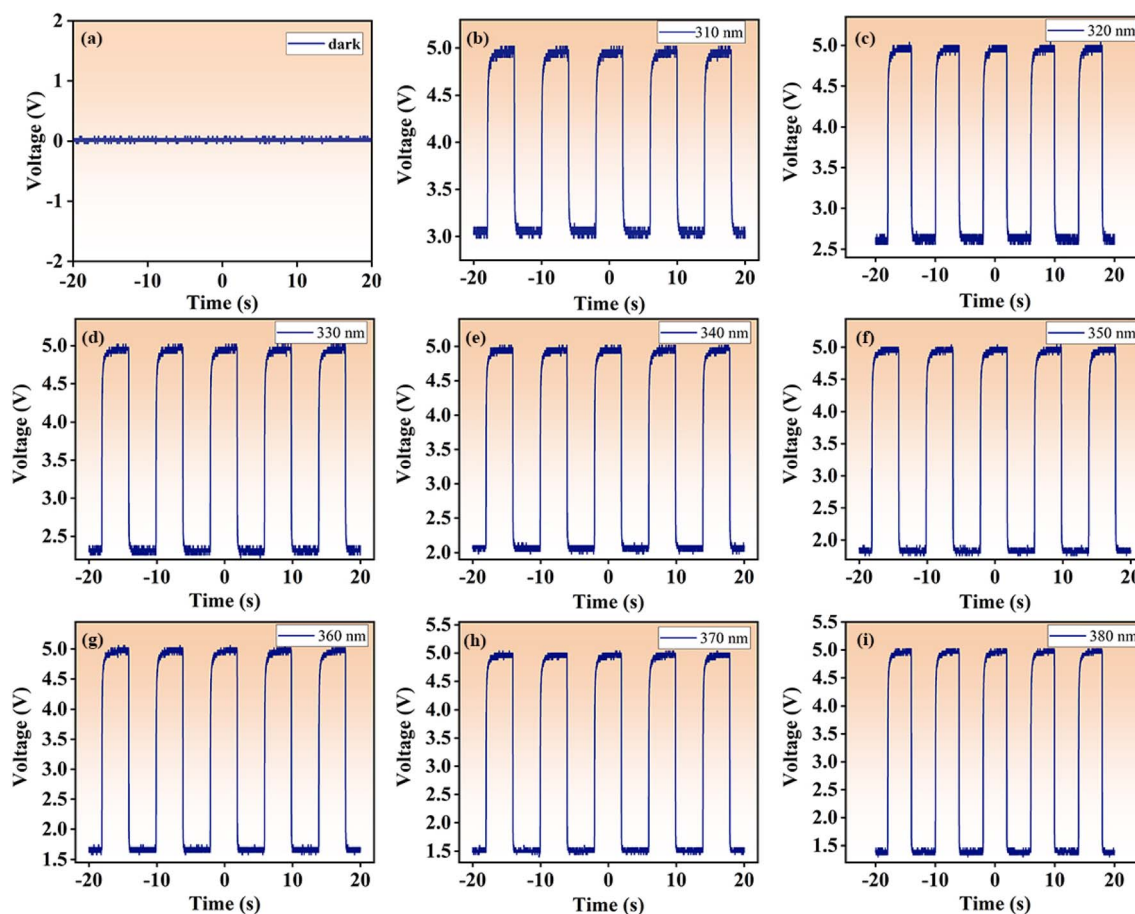 (a)
dark
Voltage (V)
2
1
0
-1
-2
-20
-10
0
10
20
Time (s)
(b)
310 nm
Voltage (V)
5.0
4.5
4.0
3.5
3.0
-20
-10
0
10
20
Time (s)
(c)
320 nm
Voltage (V)
5.0
4.5
4.0
3.5
3.0
2.5
-20
-10
0
10
20
Time (s)
(d)
330 nm
Voltage (V)
5.0
4.5
4.0
3.5
3.0
2.5
-20
-10
0
10
20
Time (s)
(e)
340 nm
Voltage (V)
5.0
4.5
4.0
3.5
3.0
2.5
2.0
-20
-10
0
10
20
Time (s)
(f)
350 nm
Voltage (V)
5.0
4.5
4.0
3.5
3.0
2.5
2.0
-20
-10
0
10
20
Time (s)
(g)
360 nm
Voltage (V)
5.0
4.5
4.0
3.5
3.0
2.5
2.0
1.5
-20
-10
0
10
20
Time (s)
(h)
370 nm
Voltage (V)
5.5
5.0
4.5
4.0
3.5
3.0
2.5
2.0
1.5
-20
-10
0
10
20
Time (s)
(i)
380 nm
Voltage (V)
5.5
5.0
4.5
4.0
3.5
3.0
2.5
2.0
1.5
-20
-10
0
10
20
Time (s)